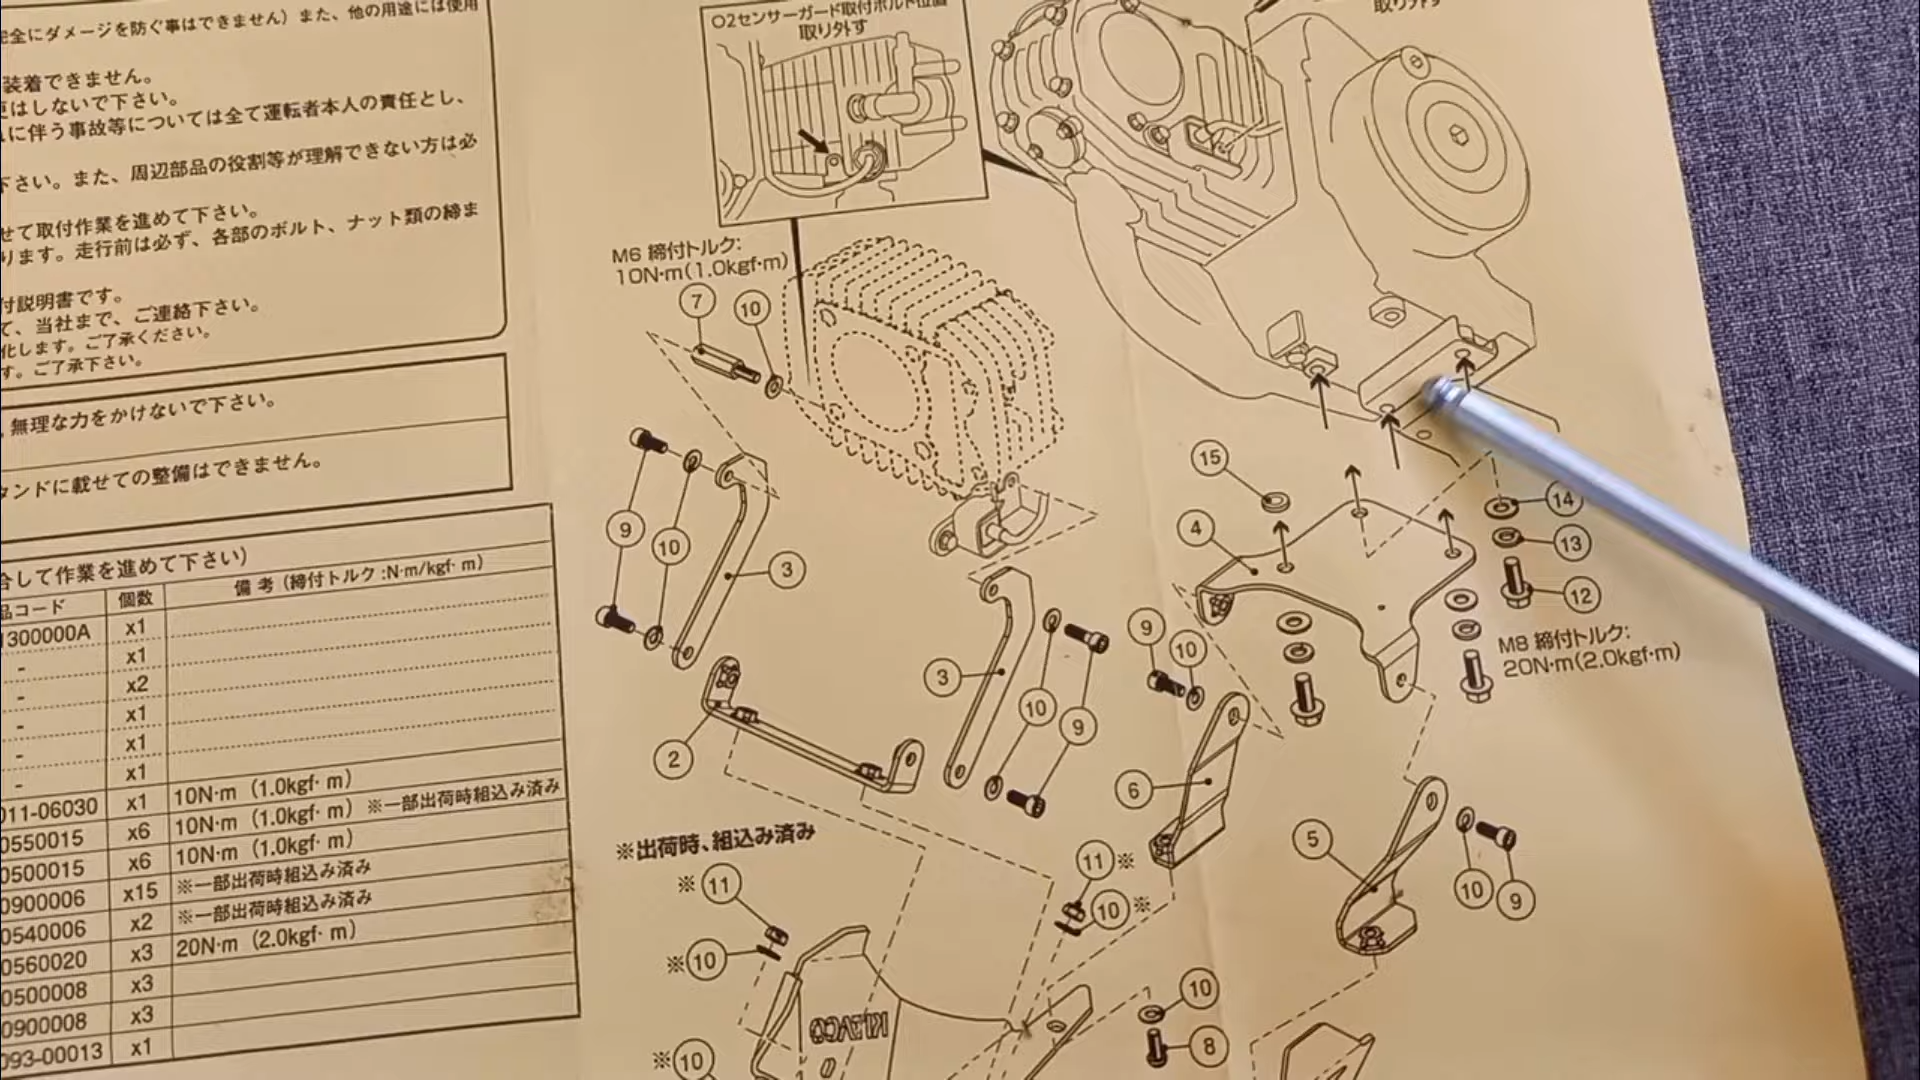 完全にダメージを防ぐ事はできません）また、他の用途には使用
装着できません。
更はしないで下さい。
れに伴う事故等については全て運転者本人の責任とし、
下さい。また、周辺部品の役割等が理解できない方は必
せて取付作業を進めて下さい。
ります。走行前は必ず、各部のボルト、ナット類の締ま
付説明書です。
て、当社まで、ご連絡下さい。
化します。ご了承ください。
す。ご了承下さい。
無理な力をかけないで下さい。
タンドに載せての整備はできません。
合して作業を進めて下さい）
品コード 個数 備 考（締付トルク:N·m/kgf·m）
1300000A x1
- x1
- x2
- x1
- x1
- x1
011-06030 x1 10N·m（1.0kgf·m）
0550015 x6 10N·m（1.0kgf·m）※一部出荷時組込み済み
0500015 x6 10N·m（1.0kgf·m）
0900006 x15 ※一部出荷時組込み済み
0540006 x2 ※一部出荷時組込み済み
0560020 x3 20N·m（2.0kgf·m）
0500008 x3
0900008 x3
093-00013 x1
O2センサーガード取付ボルト位置
取り外す
取り外す
M6 締付トルク:
10N·m(1.0kgf·m)
7
10
9
10
3
15
4
14
13
12
M8 締付トルク:
20N·m(2.0kgf·m)
9
10
3
10
9
2
6
5
10
9
※出荷時、組込み済み
※11
11※
10※
※10
10
8
※10